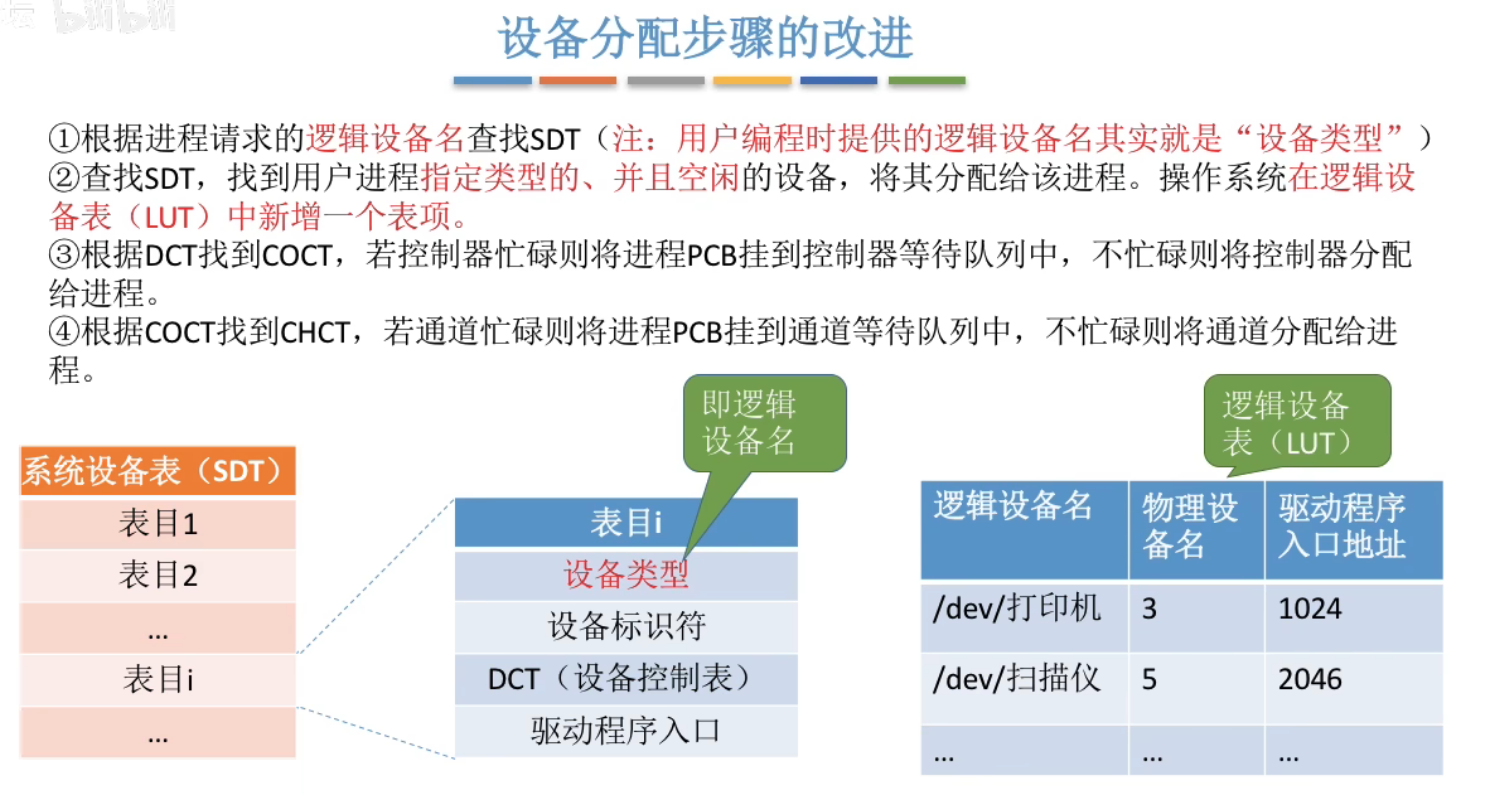 设备分配步骤的改进
①根据进程请求的逻辑设备名查找SDT（注：用户编程时提供的逻辑设备名其实就是“设备类型”）
②查找SDT，找到用户进程指定类型的、并且空闲的设备，将其分配给该进程。操作系统在逻辑设
备表（LUT）中新增一个表项。
③根据DCT找到COCT，若控制器忙碌则将进程PCB挂到控制器等待队列中，不忙碌则将控制器分配
给进程。
④根据COCT找到CHCT，若通道忙碌则将进程PCB挂到通道等待队列中，不忙碌则将通道分配给进
程。
系统设备表（SDT）
表目1
表目2
...
表目i
...
即逻辑
设备名
表目i
设备类型
设备标识符
DCT（设备控制表）
驱动程序入口
逻辑设备
表（LUT）
逻辑设备名 物理设备名 驱动程序入口地址
/dev/打印机 3 1024
/dev/扫描仪 5 2046
... ... ...